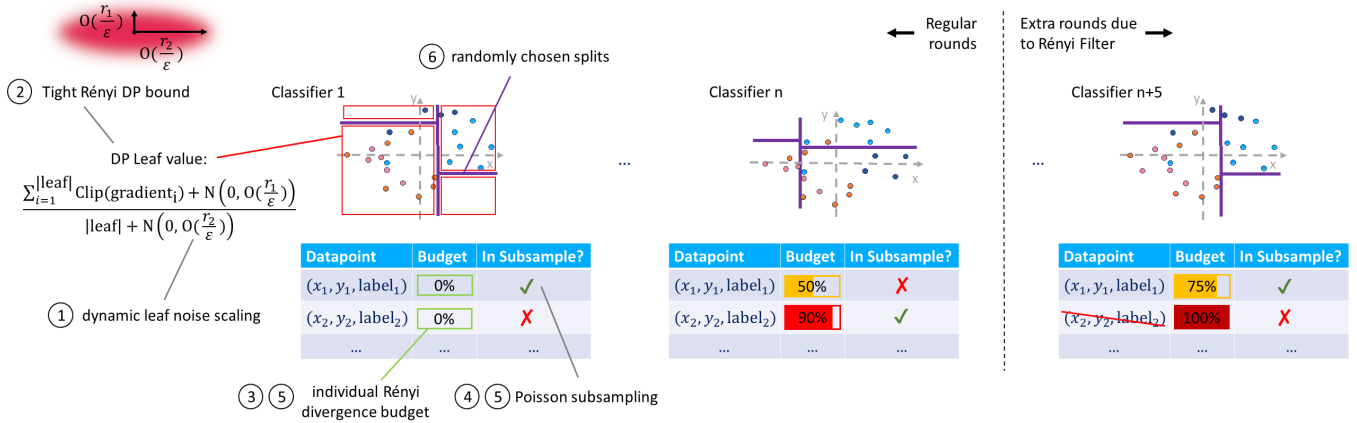 O(r₁/ε)
O(r₂/ε)
② Tight Rényi DP bound
DP Leaf value:
∑_{i=1}^{|leaf|} Clip(gradientᵢ) + N(0, O(r₁/ε))
|leaf| + N(0, O(r₂/ε))
① dynamic leaf noise scaling
⑥ randomly chosen splits
Classifier 1
y
x
Datapoint Budget In Subsample?
(x₁, y₁, label₁) 0% ✓
(x₂, y₂, label₂) 0% ✗
... ... ...
③ ⑤ individual Rényi
divergence budget
④ ⑤ Poisson subsampling
...
Classifier n
y
x
Datapoint Budget In Subsample?
(x₁, y₁, label₁) 50% ✗
(x₂, y₂, label₂) 90% ✓
... ... ...
Regular
rounds
Extra rounds due
to Rényi Filter
...
Classifier n+5
y
x
Datapoint Budget In Subsample?
(x₁, y₁, label₁) 75% ✓
(x₂, y₂, label₂) 100% ✗
... ... ...